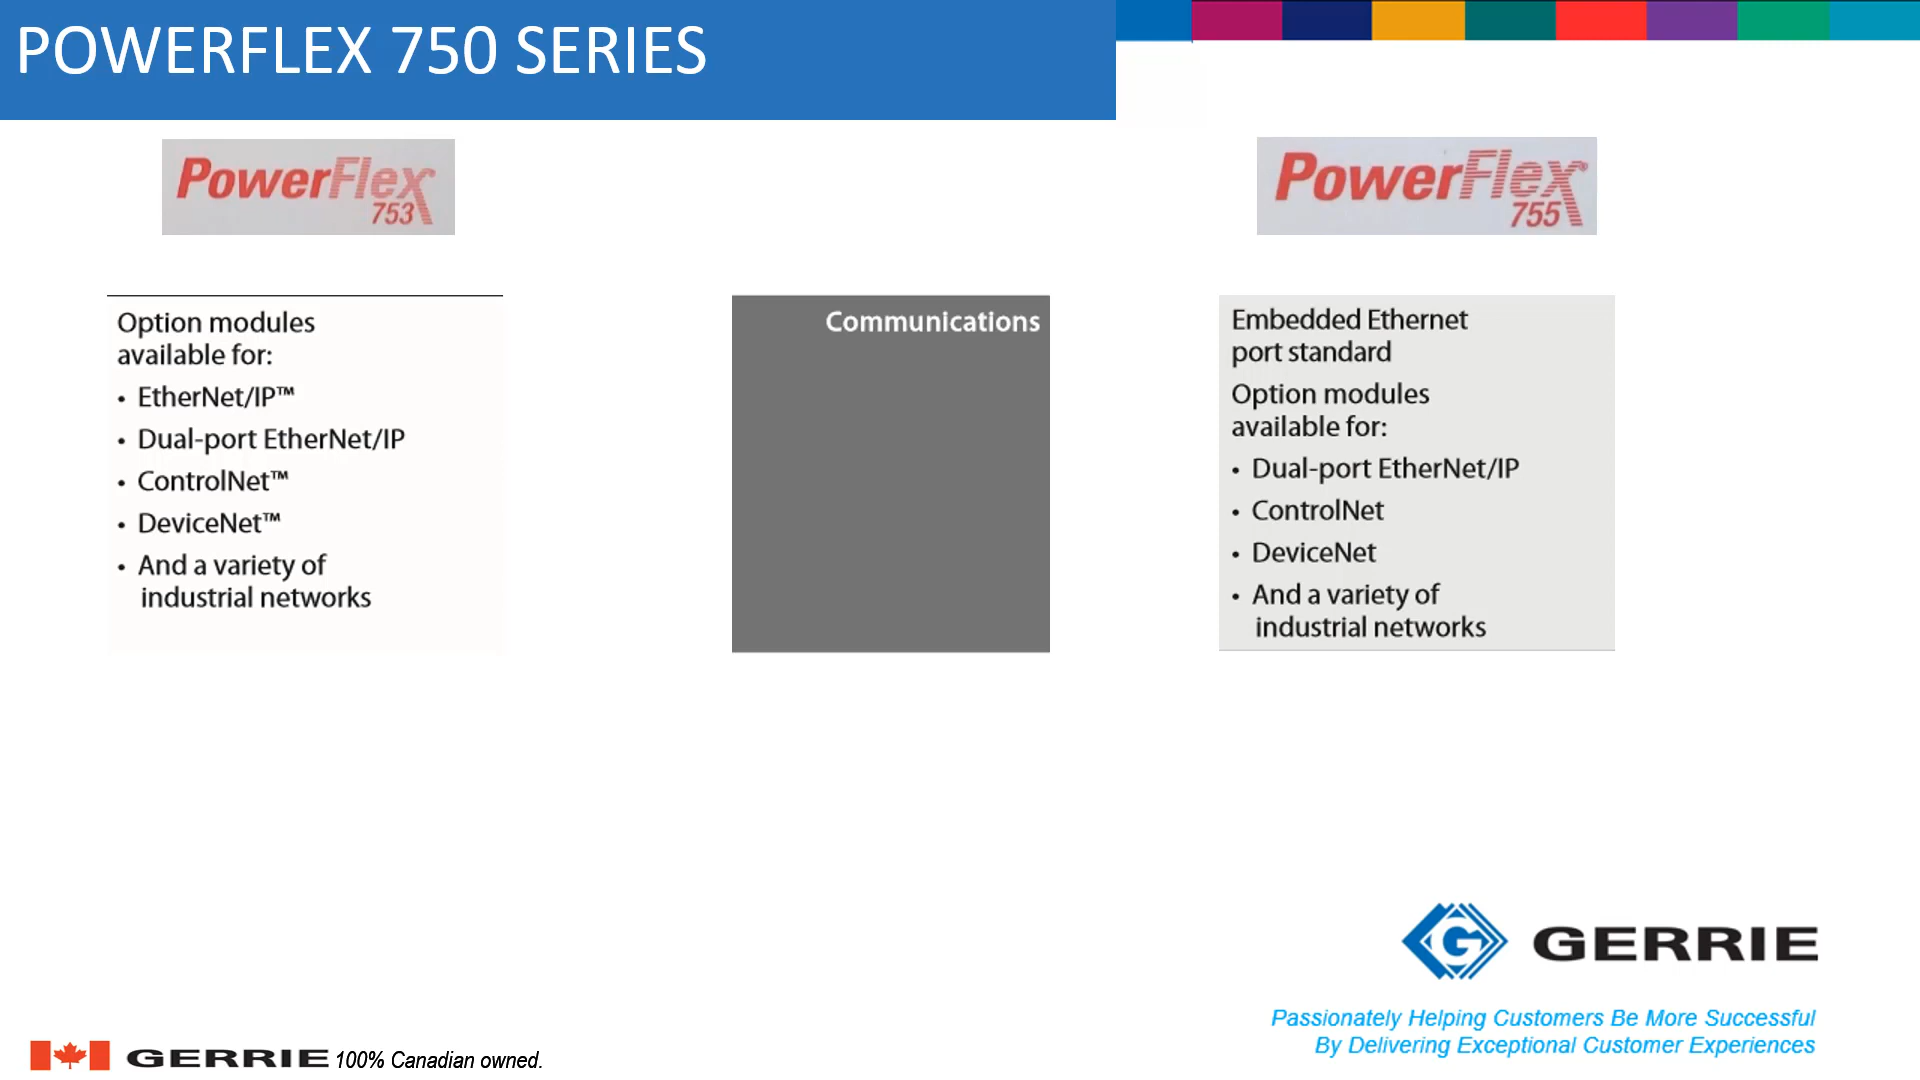 POWERFLEX 750 SERIES
PowerFlex
753
PowerFlex®
755
Option modules
available for:
• EtherNet/IP™
• Dual-port EtherNet/IP
• ControlNet™
• DeviceNet™
• And a variety of
industrial networks
Communications
Embedded Ethernet
port standard
Option modules
available for:
• Dual-port EtherNet/IP
• ControlNet
• DeviceNet
• And a variety of
industrial networks
G GERRIE
Passionately Helping Customers Be More Successful
By Delivering Exceptional Customer Experiences
GERRIE 100% Canadian owned.